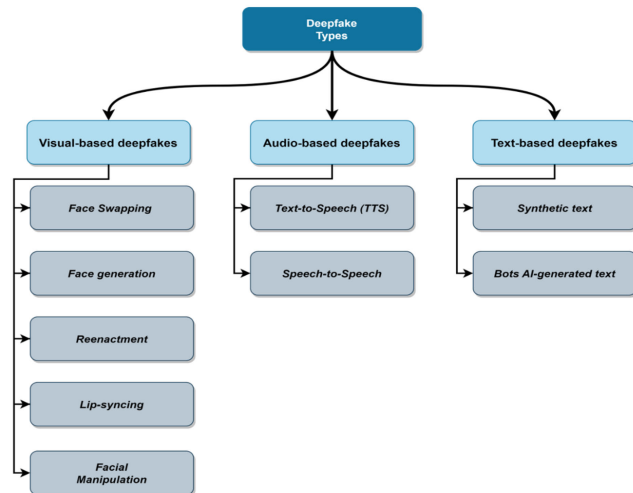 Deepfake
Types
Visual-based deepfakes
Audio-based deepfakes
Text-based deepfakes
Face Swapping
Text-to-Speech (TTS)
Synthetic text
Face generation
Speech-to-Speech
Bots AI-generated text
Reenactment
Lip-syncing
Facial
Manipulation